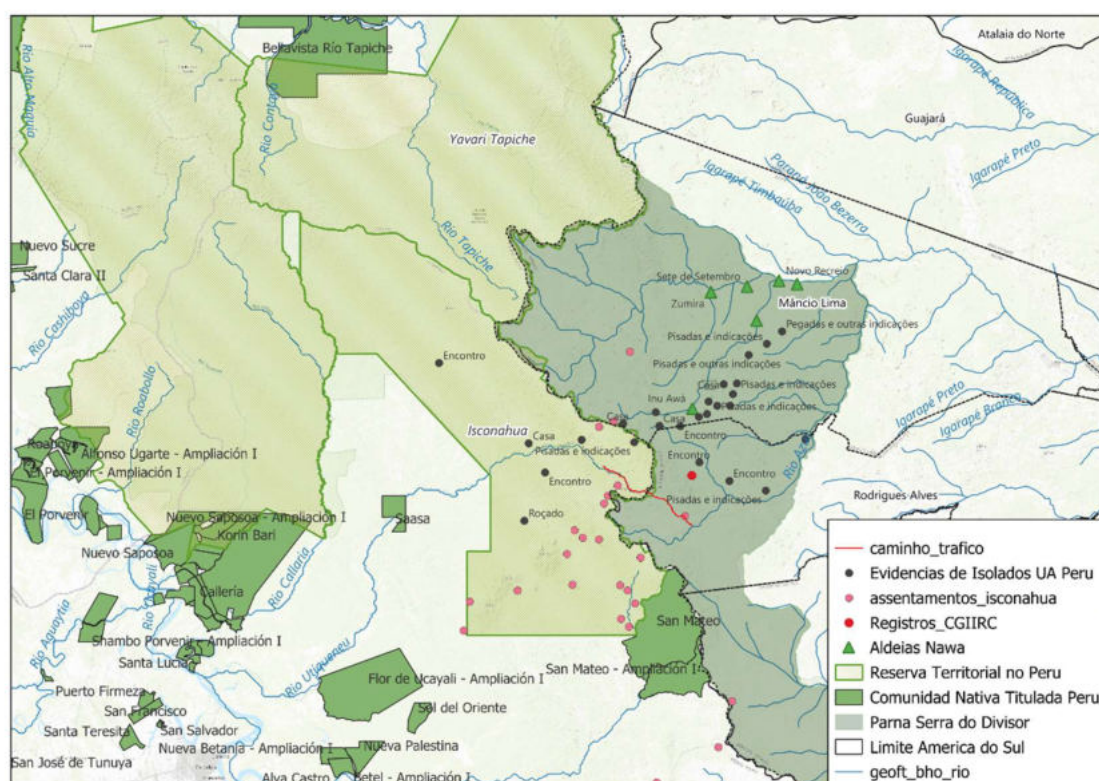 Atalaia do Norte
Bellavista Río Tapiche
Rio Alto Maquía
Rio Contaya
Igarapé República
Guajará
Yavari Tapiche
Igarapé Preto
Paraná João Bezerra
Igarapé Timbaúba
Rio Tapiche
Nuevo Sucre
Santa Clara II
Sete de Setembro
Novo Recreio
Zumira
Mâncio Lima
Rio Cashiboya
Pegadas e outras indicações
Pisadas e indicações
Encontro
Pisadas e outras indicações
Casa
Pisadas e indicações
Rio Roabollo
Inu Awá
Pisadas e indicações
Igarapé Preto
Igarapé Branco
Casa
Casa
Isconahua
Encontro
Casa
Roaboya
Alfonso Ugarte - Ampliación I
Pisadas e indicações
El Porvenir - Ampliación I
Encontro
Rio Azul
Encontro
Encontro
El Porvenir
Pisadas e indicações
Rodrigues Alves
Nuevo Saposoa - Ampliación I
Saasa
Roçado
Korin Bari
Nuevo Saposoa
Rio Callaria
Rio Ucayali
Callería
Rio Aguaytia
San Mateo
Shambo Porvenir - Ampliación I
Santa Lucia
Rio Utiqueneu
San Mateo - Ampliación I
Flor de Ucayali - Ampliación I
Puerto Firmeza
San Francisco
Sol del Oriente
Santa Teresita
San Salvador
Nueva Betania - Ampliación I
Nueva Palestina
San José de Tunuya
Alva Castro
Betel - Ampliación I
caminho_trafico
Evidencias de Isolados UA Peru
assentamentos_isconahua
Registros_CGIIRC
Aldeias Nawa
Reserva Territorial no Peru
Comunidad Nativa Titulada Peru
Parna Serra do Divisor
Limite America do Sul
geoft_bho_rio